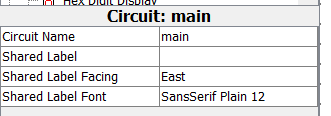 Hex Digit Display
Circuit: main
Circuit Name main
Shared Label
Shared Label Facing East
Shared Label Font SansSerif Plain 12